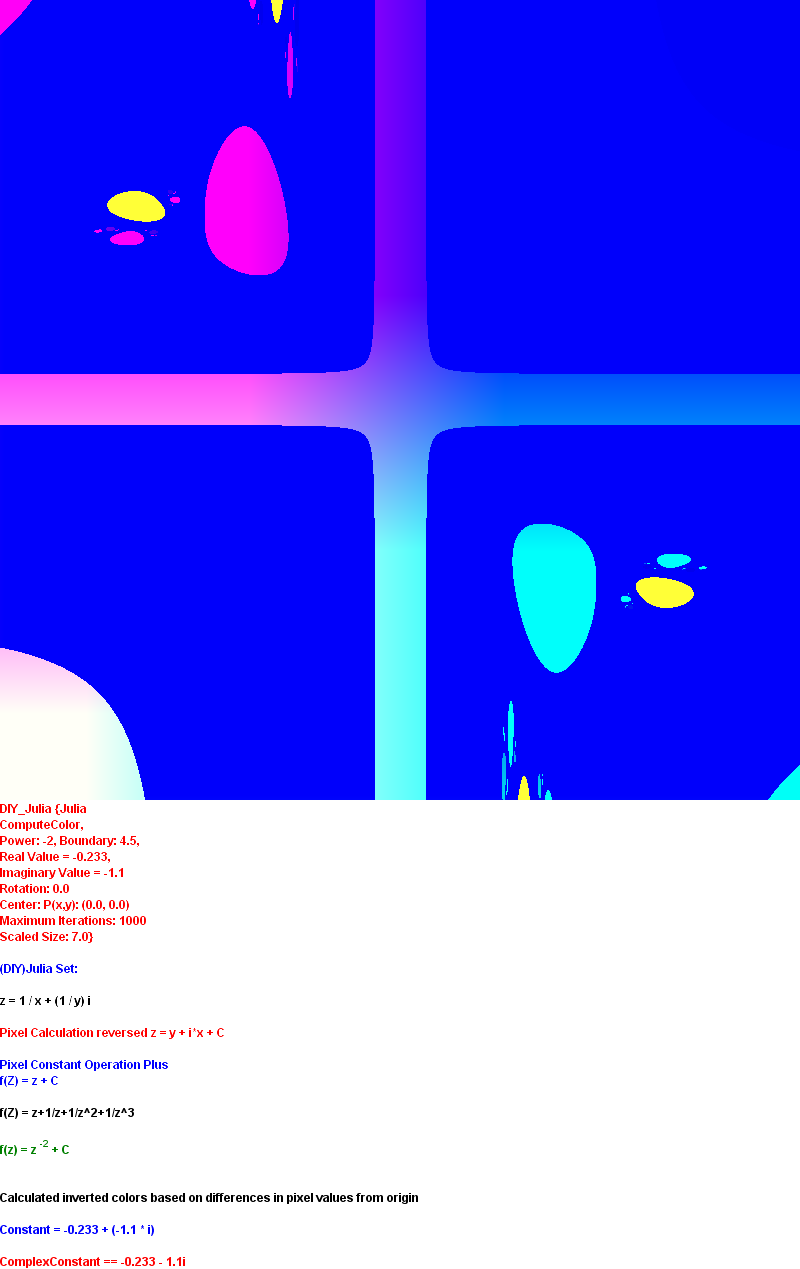 DIY_Julia {Julia
ComputeColor,
Power: -2, Boundary: 4.5,
Real Value = -0.233,
Imaginary Value = -1.1
Rotation: 0.0
Center: P(x,y): (0.0, 0.0)
Maximum Iterations: 1000
Scaled Size: 7.0}
(DIY)Julia Set:
z = 1 / x + (1 / y) i
Pixel Calculation reversed z = y + i*x + C
Pixel Constant Operation Plus
f(Z) = z + C
f(Z) = z+1/z+1/z^2+1/z^3
f(z) = z -2 + C
Calculated inverted colors based on differences in pixel values from origin
Constant = -0.233 + (-1.1 * i)
ComplexConstant == -0.233 - 1.1i